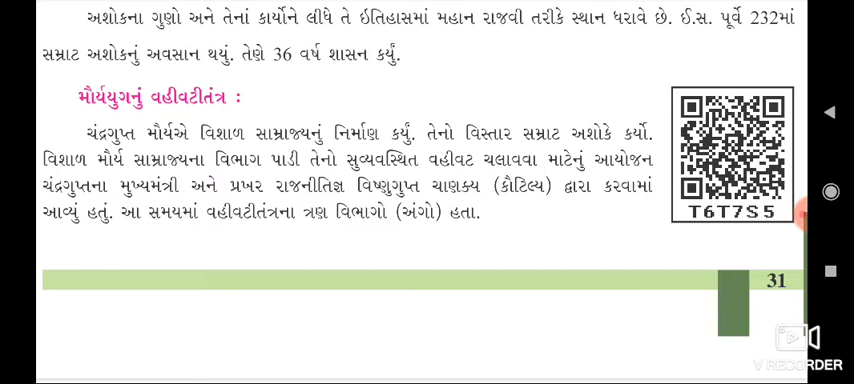 અશોકના ગુણો અને તેનાં કાર્યોને લીધે તે ઇતિહાસમાં મહાન રાજવી તરીકે સ્થાન ધરાવે છે. ઈ.સ. પૂર્વે 232માં
સમ્રાટ અશોકનું અવસાન થયું. તેણે 36 વર્ષ શાસન કર્યું.
મૌર્યયુગનું વહીવટીતંત્ર :
ચંદ્રગુપ્ત મૌર્યએ વિશાળ સામ્રાજ્યનું નિર્માણ કર્યું. તેનો વિસ્તાર સમ્રાટ અશોકે કર્યો.
વિશાળ મૌર્ય સામ્રાજ્યના વિભાગ પાડી તેનો સુવ્યવસ્થિત વહીવટ ચલાવવા માટેનું આયોજન
ચંદ્રગુપ્તના મુખ્યમંત્રી અને પ્રખર રાજનીતિજ્ઞ વિષ્ણુગુપ્ત ચાણક્ય (કૌટિલ્ય) દ્વારા કરવામાં
આવ્યું હતું. આ સમયમાં વહીવટીતંત્રના ત્રણ વિભાગો (અંગો) હતા.
T6T7S5
31
V RECORDER